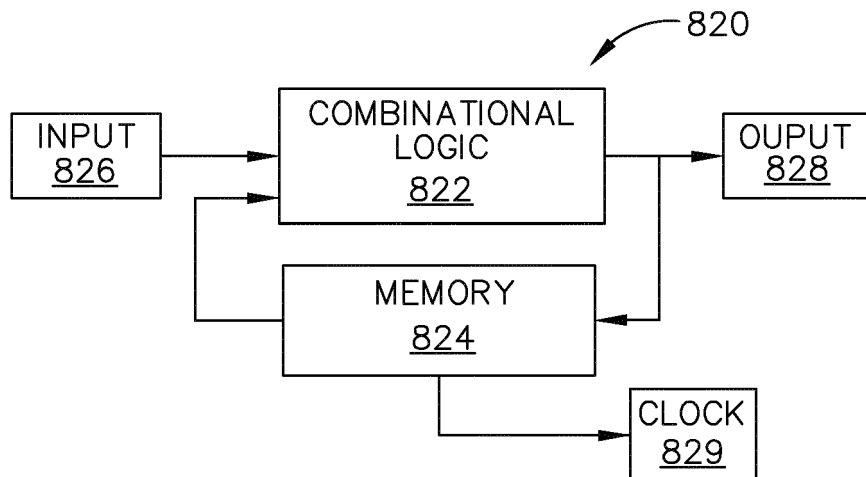 820
INPUT
826
COMBINATIONAL
LOGIC
822
OUPUT
828
MEMORY
824
CLOCK
829